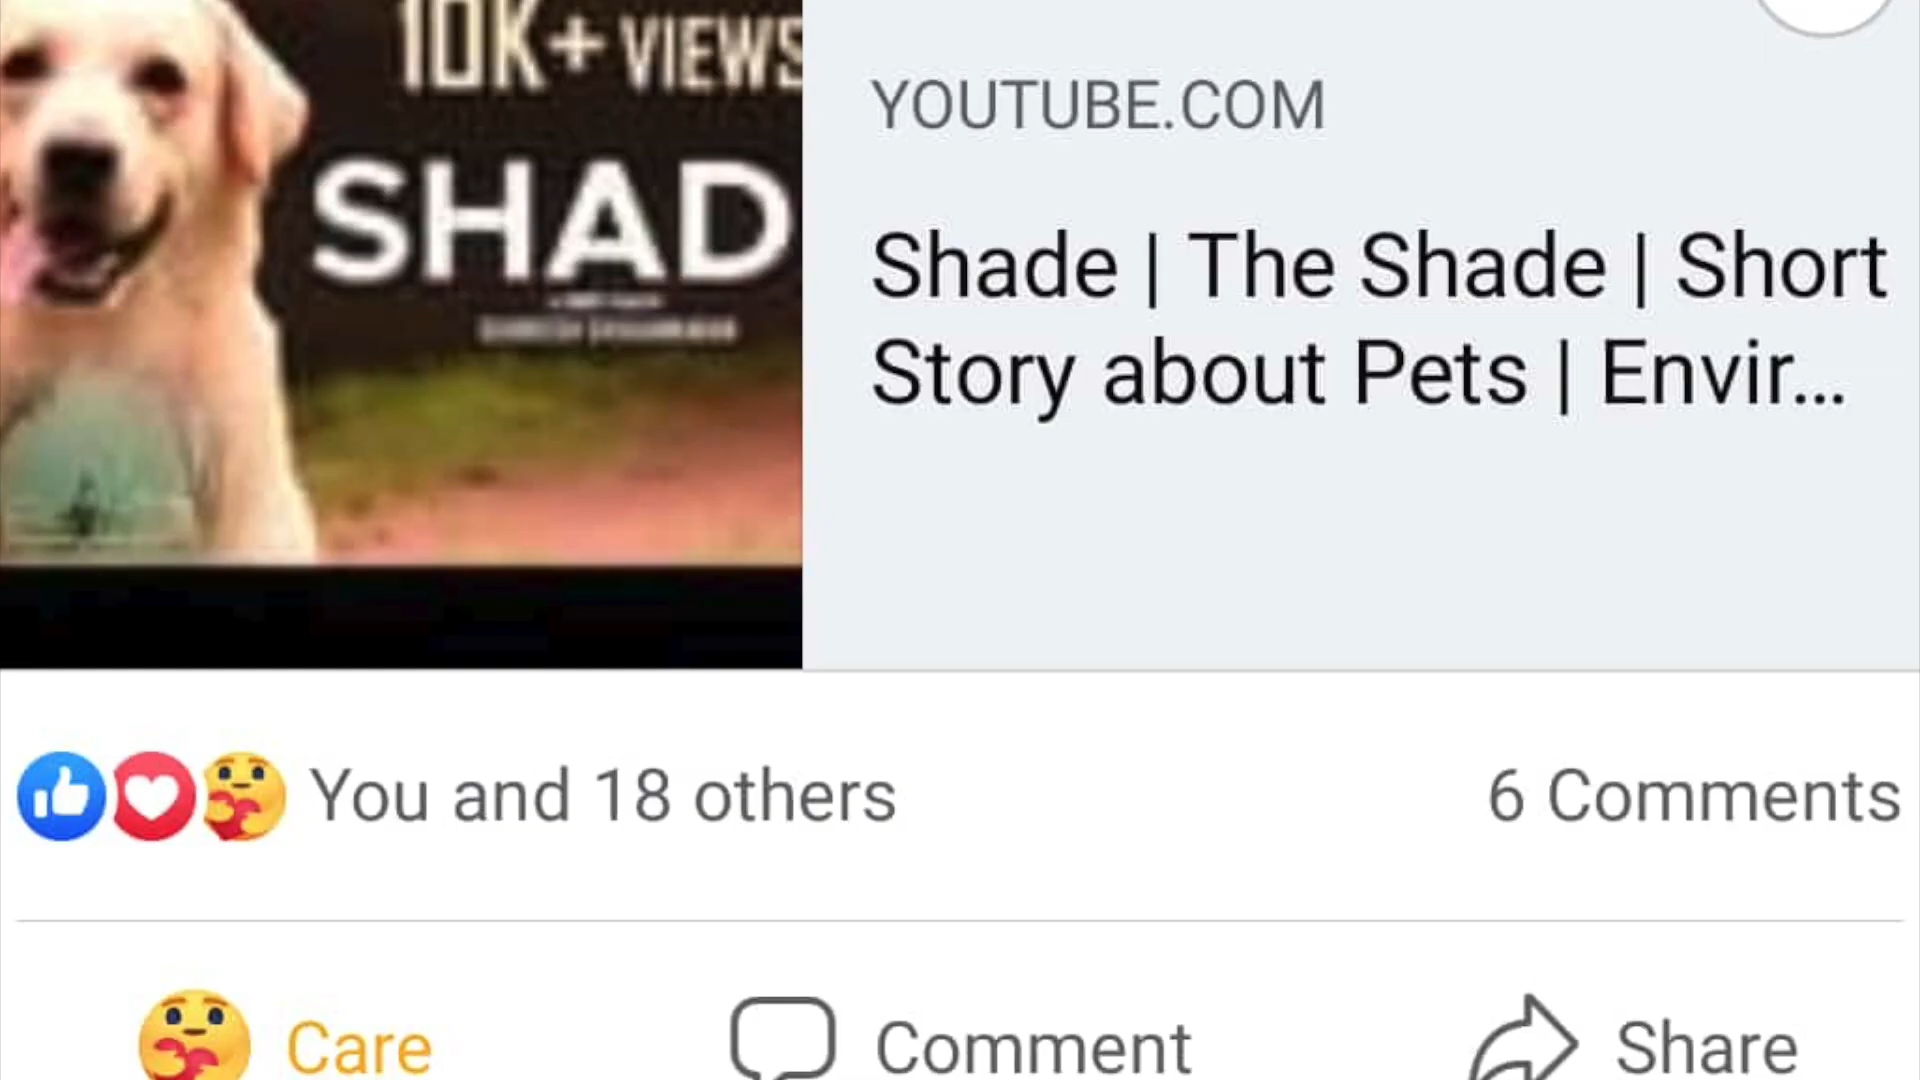 10K+ VIEWS
SHAD
YOUTUBE.COM
Shade | The Shade | Short
Story about Pets | Envir...
You and 18 others
6 Comments
Care
Comment
Share